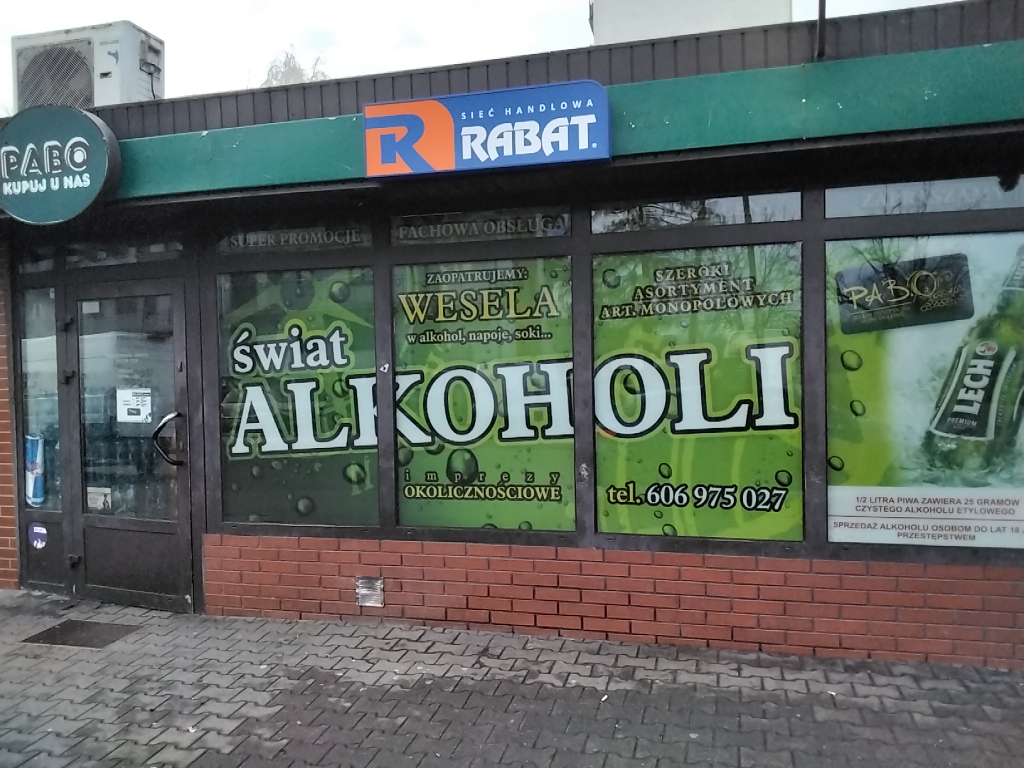 PABO
KUPUJ U NAS
SIEĆ HANDLOWA
RABAT
SUPER PROMOCJE
FACHOWA OBSŁUGA
ZAOPATRUJEMY:
WESELA
w alkohol, napoje, soki...
SZEROKI
ASORTYMENT
ART. MONOPOLOWYCH
świat
ALKOHOLI
imprezy
OKOLICZNOŚCIOWE
tel. 606 975 027
P.A.B.O
LECH
PREMIUM
1/2 LITRA PIWA ZAWIERA 25 GRAMÓW
CZYSTEGO ALKOHOLU ETYLOWEGO
SPRZEDAŻ ALKOHOLU OSOBOM DO LAT 18
PRZESTĘPSTWEM